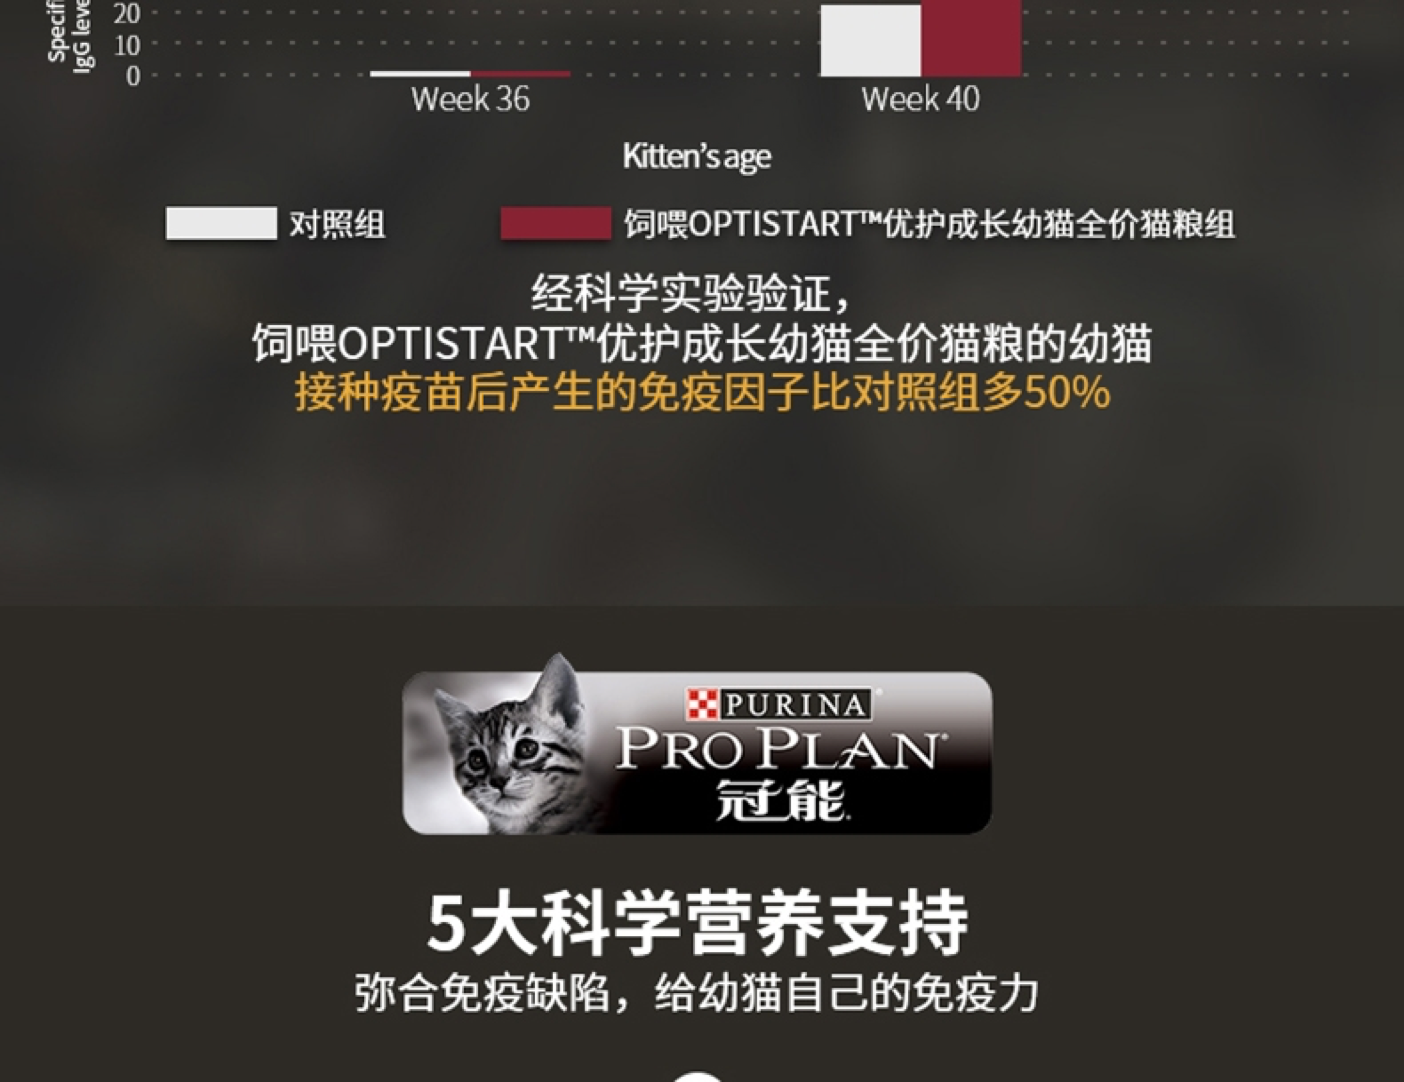 20
10
0
IgG
Week 36
Week 40
Kitten's age
对照组
饲喂OPTISTART™优护成长幼猫全价猫粮组
经科学实验验证，
饲喂OPTISTART™优护成长幼猫全价猫粮的幼猫
接种疫苗后产生的免疫因子比对照组多50%
PURINA
PRO PLAN
冠能
5大科学营养支持
弥合免疫缺陷，给幼猫自己的免疫力